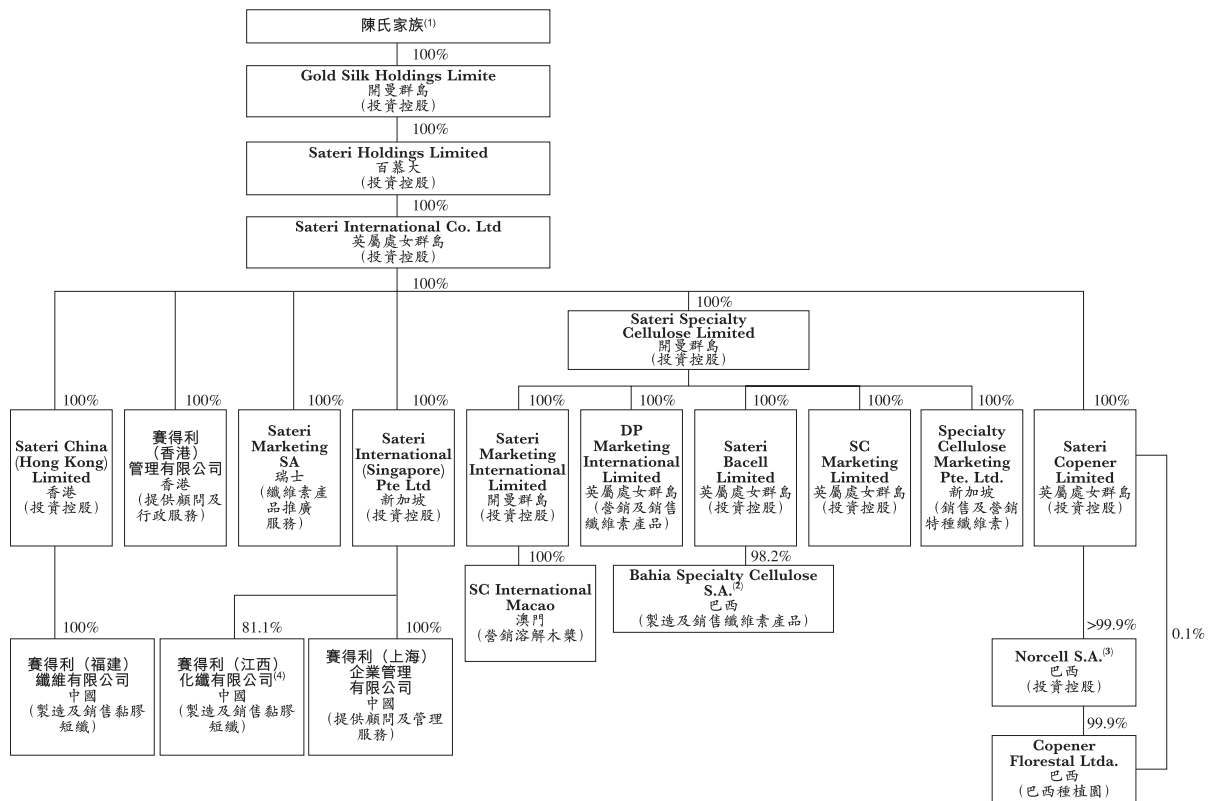 陳氏家族(1)
100%
Gold Silk Holdings Limite
開曼群島
(投資控股)
100%
Sateri Holdings Limited
百慕大
(投資控股)
100%
Sateri International Co. Ltd
英屬處女群島
(投資控股)
100%
100%
Sateri Specialty
Cellulose Limited
開曼群島
(投資控股)
100%
Sateri China
(Hong Kong)
Limited
香港
(投資控股)
100%
賽得利
(香港)
管理有限公司
香港
(提供顧問及
行政服務)
100%
Sateri
Marketing
SA
瑞士
(纖維素產
品推廣
服務)
100%
Sateri
International
(Singapore)
Pte Ltd
新加坡
(投資控股)
100%
Sateri
Marketing
International
Limited
開曼群島
(投資控股)
100%
DP
Marketing
International
Limited
英屬處女群島
(營銷及銷售
纖維素產品)
100%
Sateri
Bacell
Limited
英屬處女群島
(投資控股)
100%
SC
Marketing
Limited
英屬處女群島
(投資控股)
100%
Specialty
Cellulose
Marketing
Pte. Ltd.
新加坡
(銷售及營銷
特種纖維素)
100%
Sateri
Copener
Limited
英屬處女群島
(投資控股)
100%
SC International
Macao
澳門
(營銷溶解木漿)
98.2%
Bahia Specialty Cellulose
S.A.(2)
巴西
(製造及銷售纖維素產品)
100%
賽得利（福建）
纖維有限公司
中國
(製造及銷售黏膠
短纖)
81.1%
賽得利（江西）
化纖有限公司(4)
中國
(製造及銷售黏膠
短纖)
100%
賽得利（上海）
企業管理
有限公司
中國
(提供顧問及管理
服務)
>99.9%
0.1%
Norcell S.A.(3)
巴西
(投資控股)
99.9%
Copener
Florestal Ltda.
巴西
(巴西種植園)